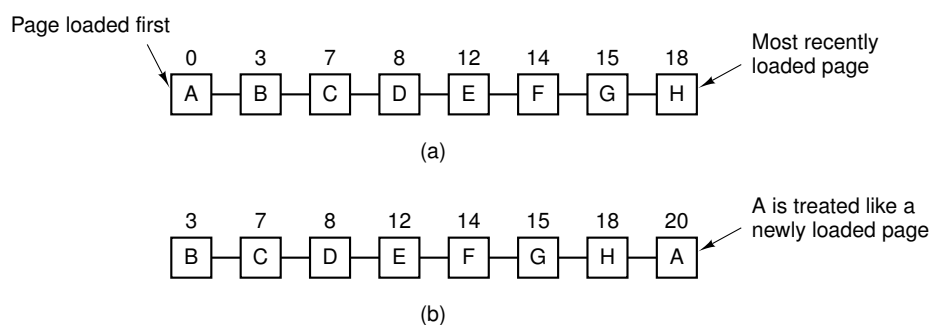 Page loaded first
0 3 7 8 12 14 15 18
Most recently
loaded page
A B C D E F G H
(a)
3 7 8 12 14 15 18 20
A is treated like a
newly loaded page
B C D E F G H A
(b)